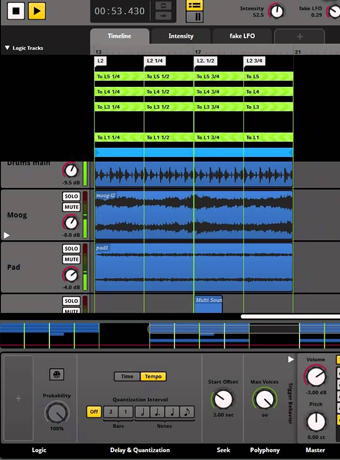 00:53.430
Intensity
52.5
fake LFO
0.29
Logic Tracks
Timeline
Intensity
fake LFO
+
13
17
21
L2
L2 1/4
L2. 1/2
L2 3/4
To L5 1/4
To L5 1/2
To L5 3/4
To L5
To L4 1/4
To L4 1/2
To L4 3/4
To L4
To L3 1/4
To L3 1/2
To L3 3/4
To L3
To L1 1/4
To L1 1/2
To L1 3/4
To L1
Drums main
-9.5 dB
Moog
SOLO
MUTE
-8.0 dB
moog l2
Pad
SOLO
MUTE
-4.0 dB
pad2
SOLO
MUTE
Multi Soun
Probability
100%
Time
Tempo
Quantization Interval
Off
2
1
Bars
Notes
Start Offset
0.00 nat
Max Voices
∞
Trigger Behavior
Volume
-3.00 dB
Pitch
0.00 st
Logic
Delay & Quantization
Seek
Polyphony
Master